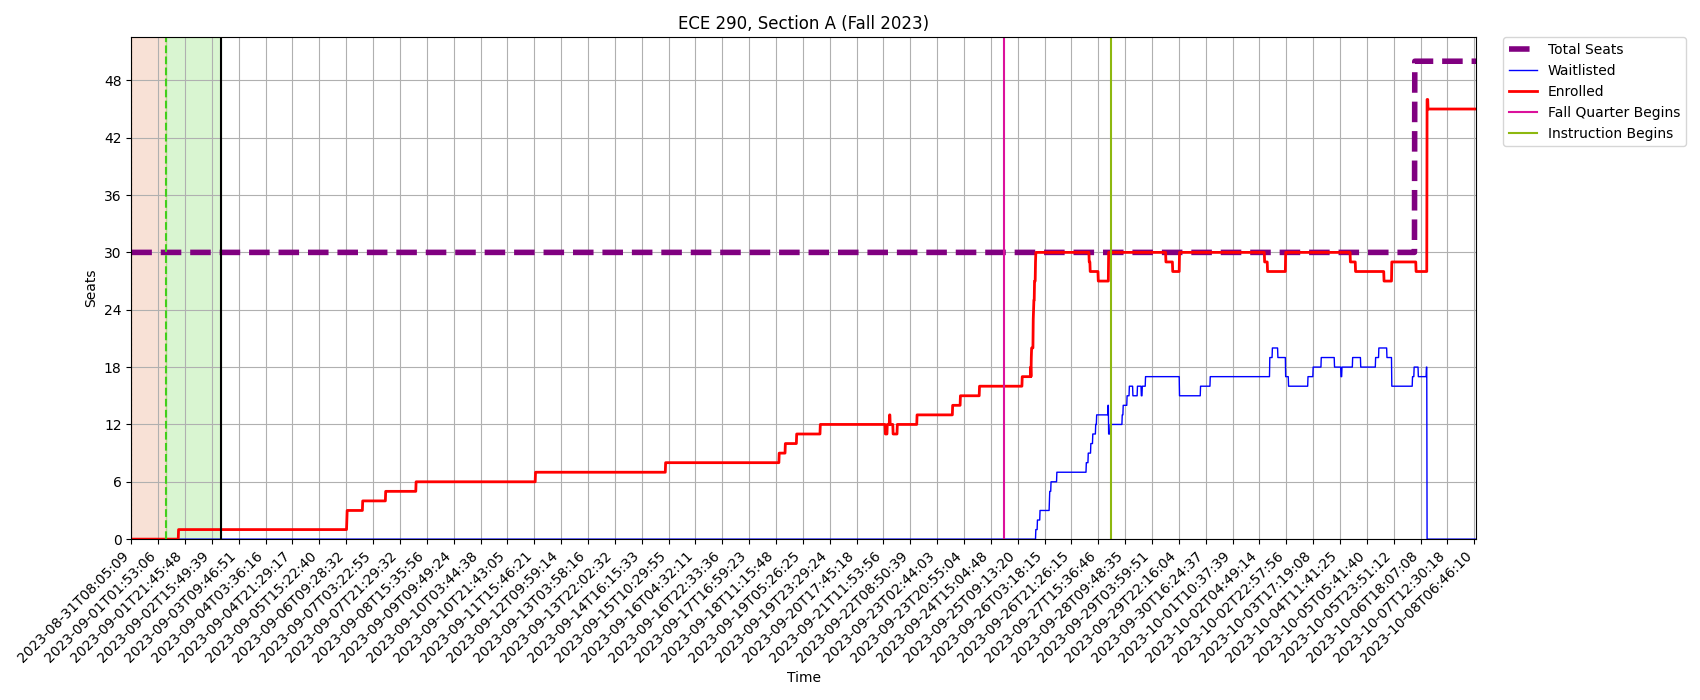 ECE 290, Section A (Fall 2023)
Total Seats
Waitlisted
Enrolled
Fall Quarter Begins
Instruction Begins
Seats
48
42
36
30
24
18
12
6
0
2023-08-31T08:05:09
2023-09-01T01:53:06
2023-09-01T21:45:48
2023-09-02T15:49:39
2023-09-03T09:46:51
2023-09-04T03:36:16
2023-09-04T21:29:17
2023-09-05T15:22:40
2023-09-06T09:28:32
2023-09-07T03:22:55
2023-09-07T21:29:32
2023-09-08T15:35:56
2023-09-09T09:49:24
2023-09-10T03:44:38
2023-09-10T21:43:05
2023-09-11T15:46:21
2023-09-12T09:59:14
2023-09-13T03:58:16
2023-09-13T22:02:32
2023-09-14T16:15:33
2023-09-15T10:29:55
2023-09-16T04:32:11
2023-09-16T22:33:36
2023-09-17T16:59:23
2023-09-18T11:15:48
2023-09-19T05:26:25
2023-09-19T23:29:24
2023-09-20T17:45:18
2023-09-21T11:53:56
2023-09-22T08:50:39
2023-09-23T02:44:03
2023-09-23T20:55:04
2023-09-24T15:04:48
2023-09-25T09:13:20
2023-09-26T03:18:15
2023-09-26T21:26:15
2023-09-27T15:36:46
2023-09-28T09:48:35
2023-09-29T03:59:51
2023-09-29T22:16:04
2023-09-30T16:24:37
2023-10-01T10:37:39
2023-10-02T04:49:14
2023-10-02T22:57:56
2023-10-03T17:19:08
2023-10-04T11:41:25
2023-10-05T05:41:40
2023-10-05T23:51:12
2023-10-06T18:07:08
2023-10-07T12:30:18
2023-10-08T06:46:10
Time